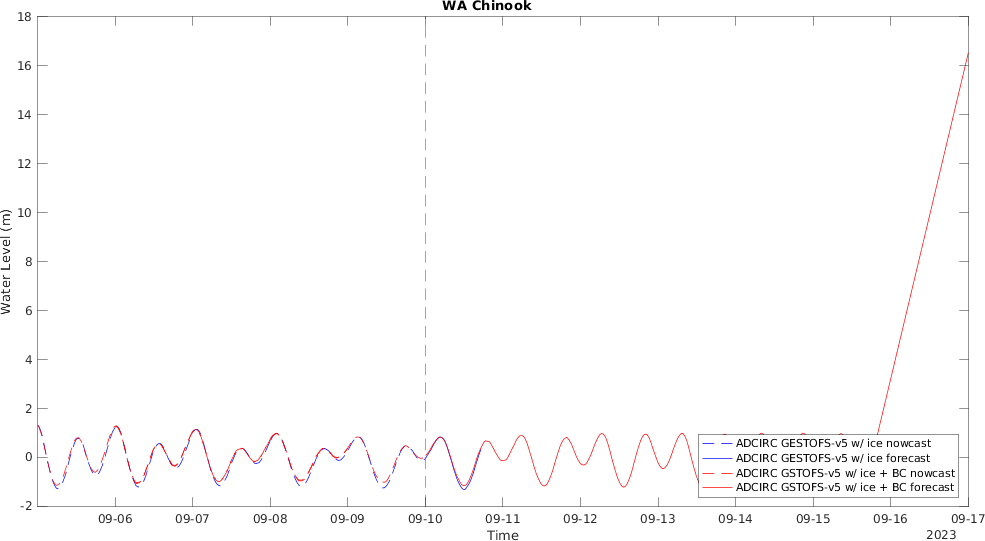 WA Chinook
18
16
14
12
10
8
6
4
2
0
-2
Water Level (m)
ADCIRC GESTOFS-v5 w/ ice nowcast
ADCIRC GESTOFS-v5 w/ ice forecast
ADCIRC GSTOFS-v5 w/ ice + BC nowcast
ADCIRC GSTOFS-v5 w/ ice + BC forecast
09-06 09-07 09-08 09-09 09-10 09-11 09-12 09-13 09-14 09-15 09-16 09-17
Time
2023